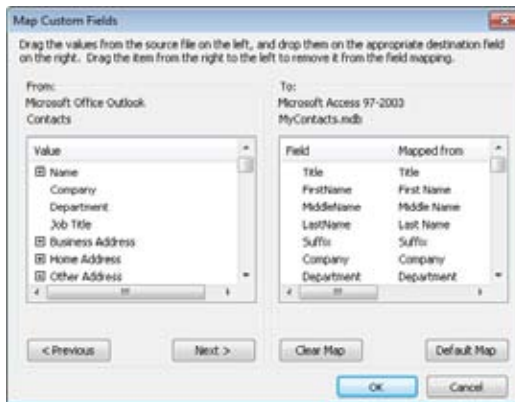 Map Custom Fields
Drag the values from the source file on the left, and drop them on the appropriate destination field
on the right. Drag the item from the right to the left to remove it from the field mapping.
From:
Microsoft Office Outlook
Contacts
Value
Name
Company
Department
Job Title
Business Address
Home Address
Other Address
To:
Microsoft Access 97-2003
MyContacts.mdb
Field Mapped from
Title Title
FirstName First Name
MiddleName Middle Name
LastName Last Name
Suffix Suffix
Company Company
Department Department
< Previous
Next >
Clear Map
Default Map
OK
Cancel